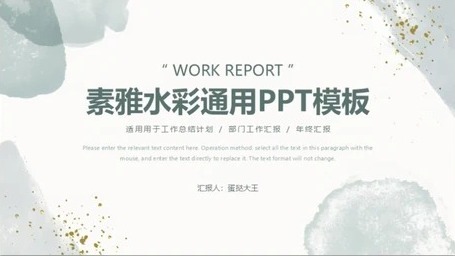 “ WORK REPORT ”
素雅水彩通用PPT模板
适用用于工作总结计划 / 部门工作汇报 / 年终汇报
Please enter the relevant text content here. Operation method: select all the text in this paragraph with the
mouse, and enter the text directly to replace it. The text format will not change.
汇报人：蛋挞大王